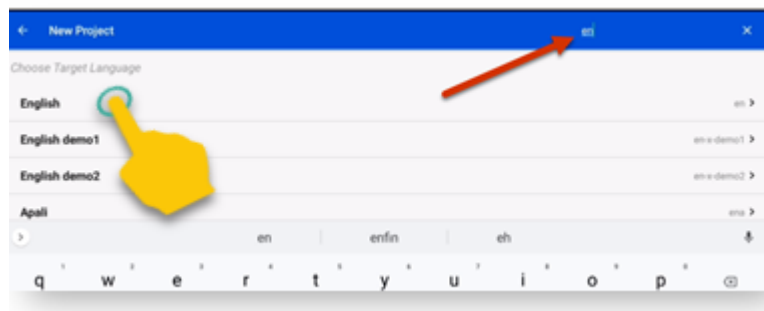 New Project en
Choose Target Language
English en
English demo1 en-x-demo1
English demo2 en-x-demo2
Apali ena
en enfin eh
q w e r t y u i o p